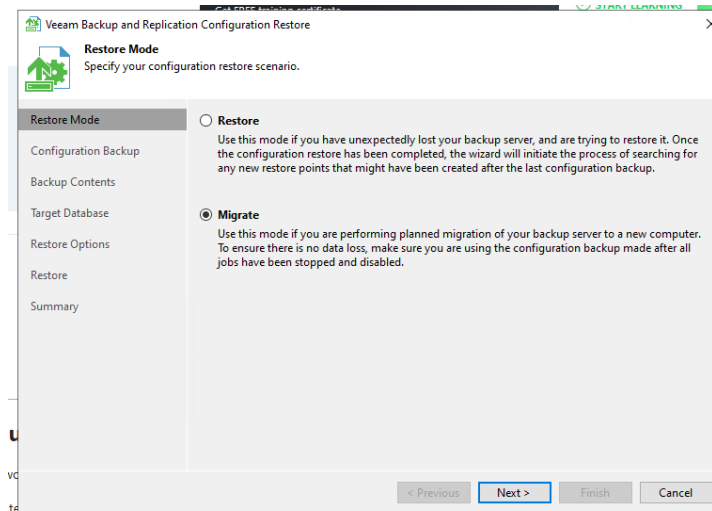 Get FREE training certificate
START LEARNING
Veeam Backup and Replication Configuration Restore
Restore Mode
Specify your configuration restore scenario.
Restore Mode
Configuration Backup
Backup Contents
Target Database
Restore Options
Restore
Summary
Restore
Use this mode if you have unexpectedly lost your backup server, and are trying to restore it. Once
the configuration restore has been completed, the wizard will initiate the process of searching for
any new restore points that might have been created after the last configuration backup.
Migrate
Use this mode if you are performing planned migration of your backup server to a new computer.
To ensure there is no data loss, make sure you are using the configuration backup made after all
jobs have been stopped and disabled.
< Previous
Next >
Finish
Cancel